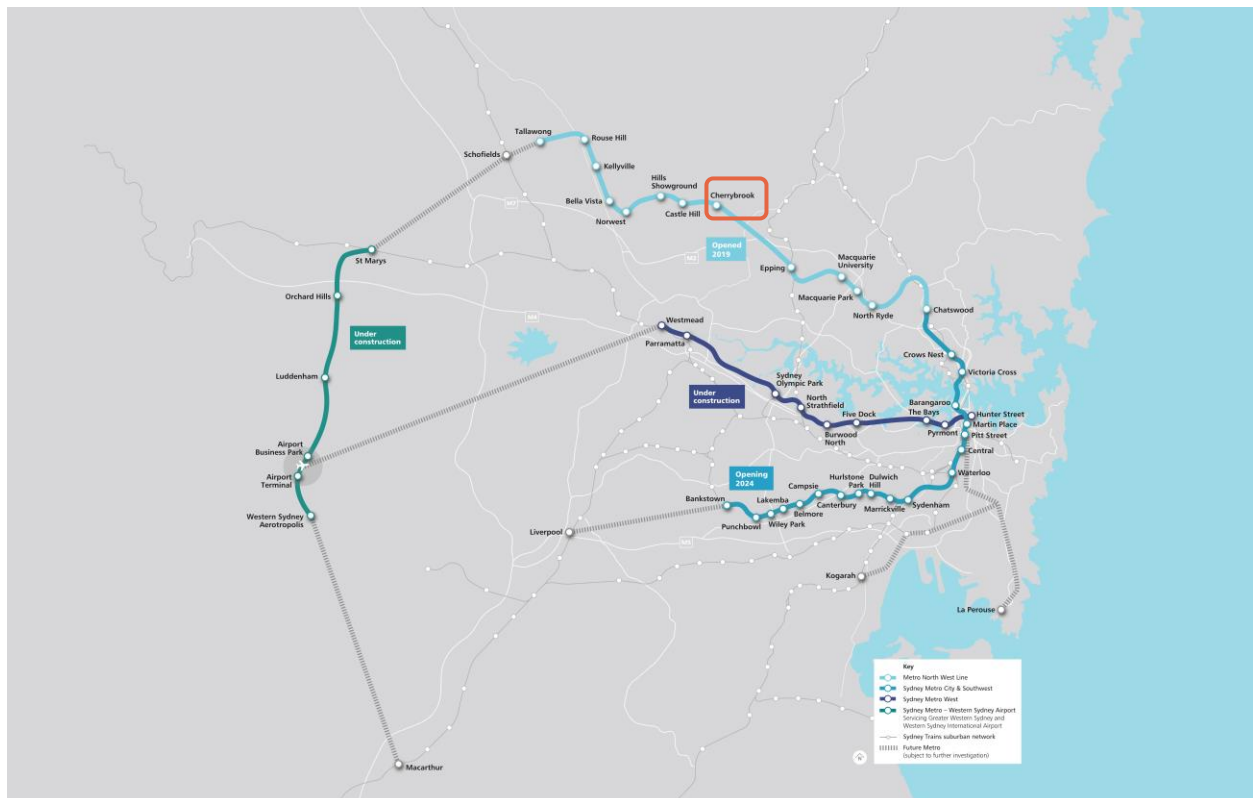 Tallawong
Rouse Hill
Schofields
Kellyville
Hills
Showground
Cherrybrook
Bella Vista
Norwest
Castle Hill
M7
Opened
2019
M2
St Marys
Epping
Macquarie
University
Macquarie Park
North Ryde
Chatswood
Orchard Hills
Under
construction
M4
Westmead
Parramatta
Crows Nest
Victoria Cross
Luddenham
Under
construction
Sydney
Olympic Park
North
Strathfield
Five Dock
Burwood
North
The Bays
Barangaroo
Pyrmont
Hunter Street
Martin Place
Pitt Street
Central
Waterloo
Airport
Business Park
Airport
Terminal
Western Sydney
Aerotropolis
Opening
2024
Bankstown
Punchbowl
Lakemba
Wiley Park
Campsie
Belmore
Hurlstone
Park
Canterbury
Dulwich
Hill
Marrickville
Sydenham
Liverpool
M5
Kogarah
La Perouse
Macarthur
Key
Metro North West Line
Sydney Metro City & Southwest
Sydney Metro West
Sydney Metro – Western Sydney Airport
Servicing Greater Western Sydney and
Western Sydney International Airport
Sydney Trains suburban network
Future Metro
(subject to further investigation)